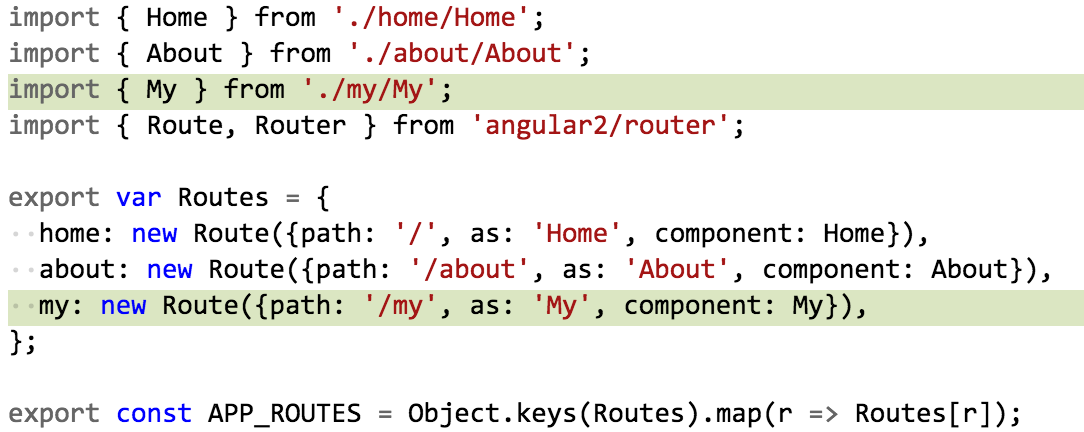 import { Home } from './home/Home';
import { About } from './about/About';
import { My } from './my/My';
import { Route, Router } from 'angular2/router';

export var Routes = {
  home: new Route({path: '/', as: 'Home', component: Home}),
  about: new Route({path: '/about', as: 'About', component: About}),
  my: new Route({path: '/my', as: 'My', component: My}),
};

export const APP_ROUTES = Object.keys(Routes).map(r => Routes[r]);